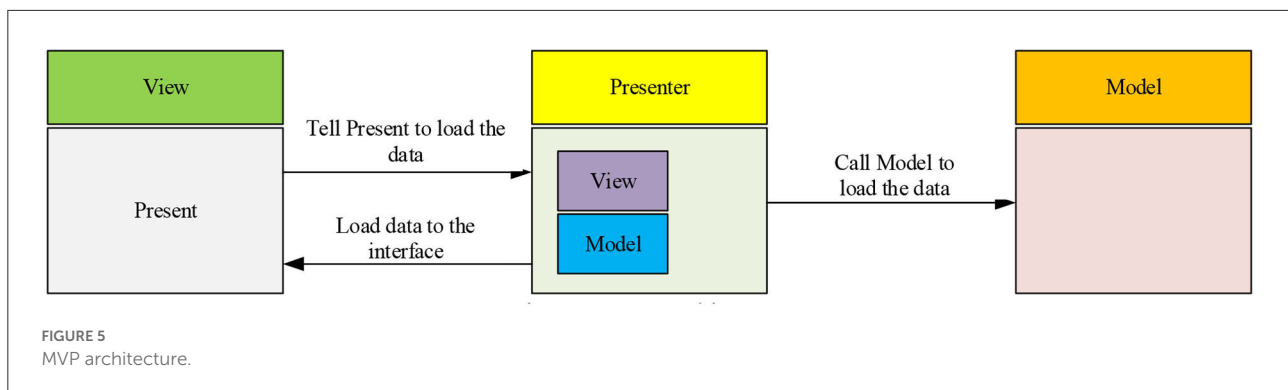 View
Presenter
Model
Tell Present to load the
data
Present
View
Call Model to
load the data
Load data to the
interface
Model
FIGURE 5
MVP architecture.